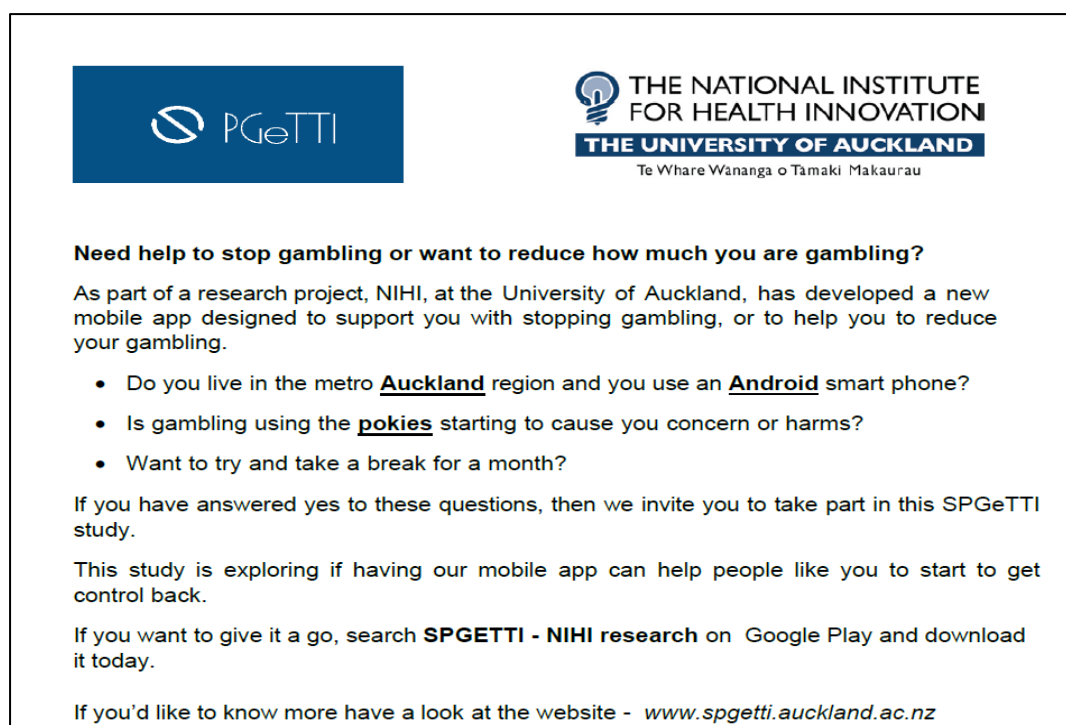 SPGeTTI
THE NATIONAL INSTITUTE
FOR HEALTH INNOVATION
THE UNIVERSITY OF AUCKLAND
Te Whare Wananga o Tamaki Makaurau
Need help to stop gambling or want to reduce how much you are gambling?
As part of a research project, NIHI, at the University of Auckland, has developed a new
mobile app designed to support you with stopping gambling, or to help you to reduce
your gambling.
• Do you live in the metro Auckland region and you use an Android smart phone?
• Is gambling using the pokies starting to cause you concern or harms?
• Want to try and take a break for a month?
If you have answered yes to these questions, then we invite you to take part in this SPGeTTI
study.
This study is exploring if having our mobile app can help people like you to start to get
control back.
If you want to give it a go, search SPGETTI - NIHI research on Google Play and download
it today.
If you'd like to know more have a look at the website - www.spgetti.auckland.ac.nz